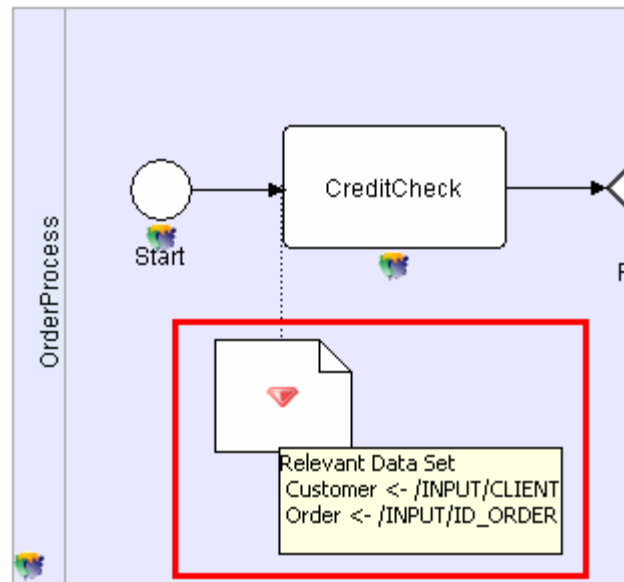 OrderProcess
CreditCheck
Start
Relevant Data Set
Customer <- /INPUT/CLIENT
Order <- /INPUT/ID_ORDER